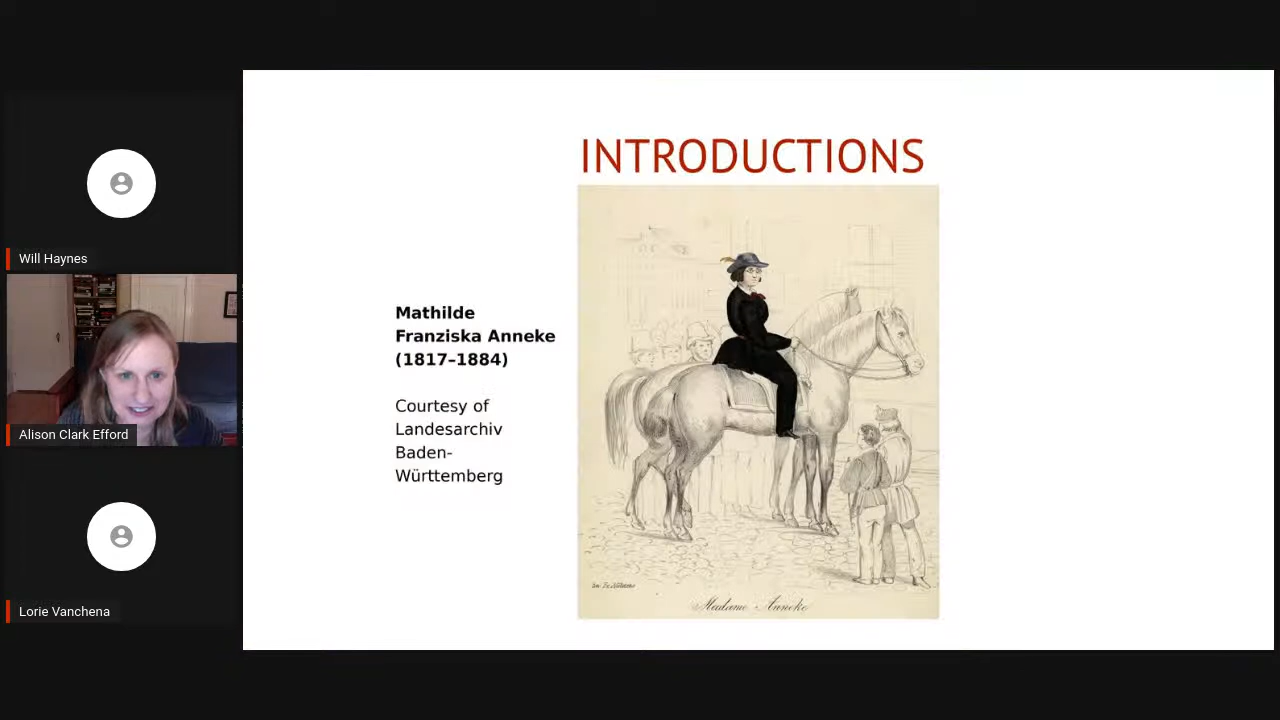 INTRODUCTIONS
Mathilde
Franziska Anneke
(1817–1884)
Courtesy of
Landesarchiv
Baden-
Württemberg
Madame Anneke
Will Haynes
Alison Clark Efford
Lorie Vanchena